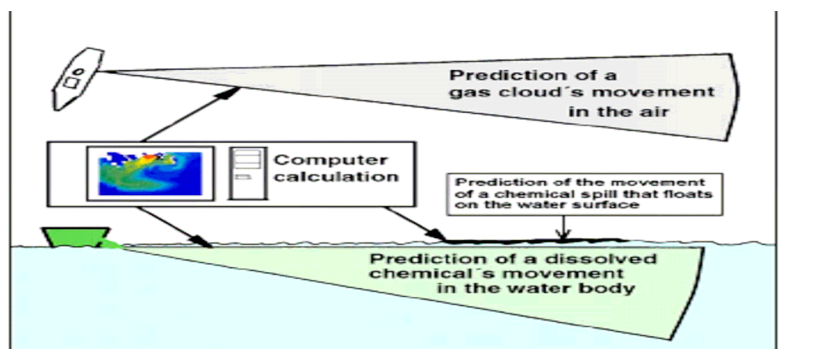 Prediction of a
gas cloud´s movement
in the air
Computer
calculation
Prediction of the movement
of a chemical spill that floats
on the water surface
Prediction of a dissolved
chemical´s movement
in the water body